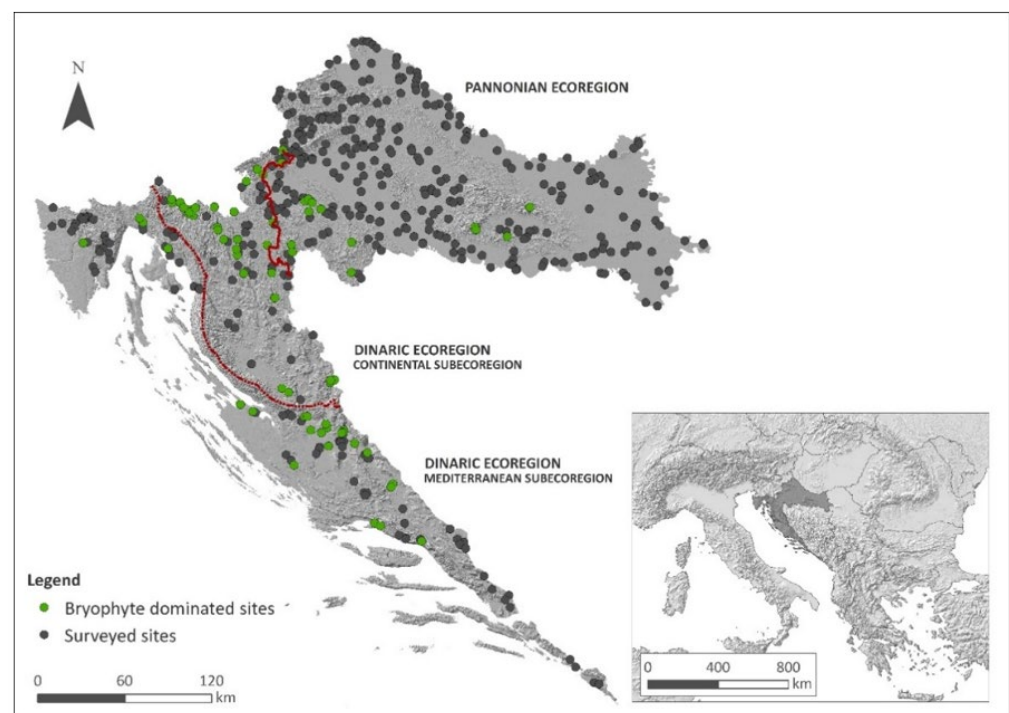 N
PANNONIAN ECOREGION
DINARIC ECOREGION
CONTINENTAL SUBECOREGION
DINARIC ECOREGION
MEDITERRANEAN SUBECOREGION
Legend
Bryophyte dominated sites
Surveyed sites
0 60 120
km
0 400 800
km